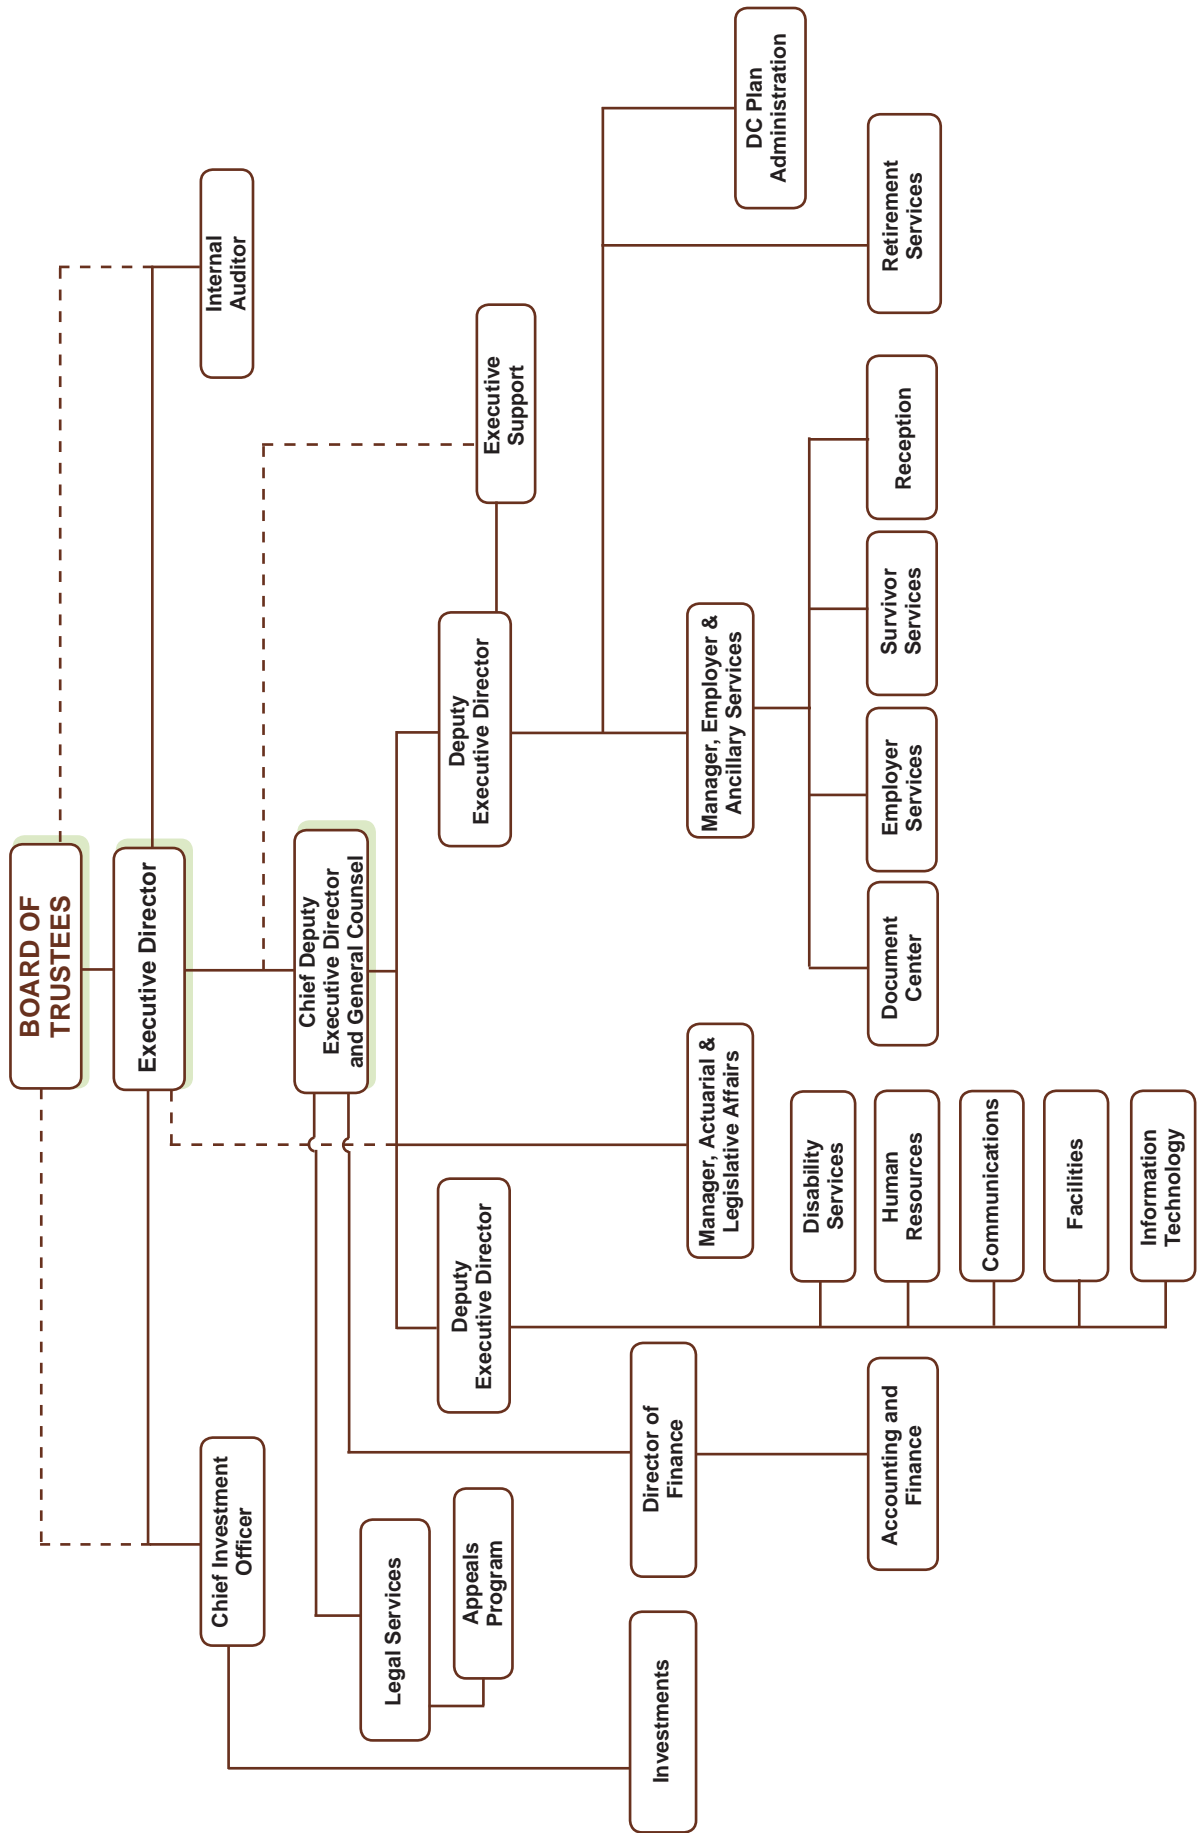 BOARD OF
TRUSTEES
Executive Director
Chief Investment
Officer
Internal
Auditor
Chief Deputy
Executive Director
and General Counsel
Legal Services
Appeals
Program
Deputy
Executive Director
Deputy
Executive Director
Executive
Support
Investments
Director of
Finance
Manager, Actuarial &
Legislative Affairs
Manager, Employer &
Ancillary Services
DC Plan
Administration
Disability
Services
Human
Resources
Communications
Facilities
Information
Technology
Accounting and
Finance
Document
Center
Employer
Services
Survivor
Services
Reception
Retirement
Services